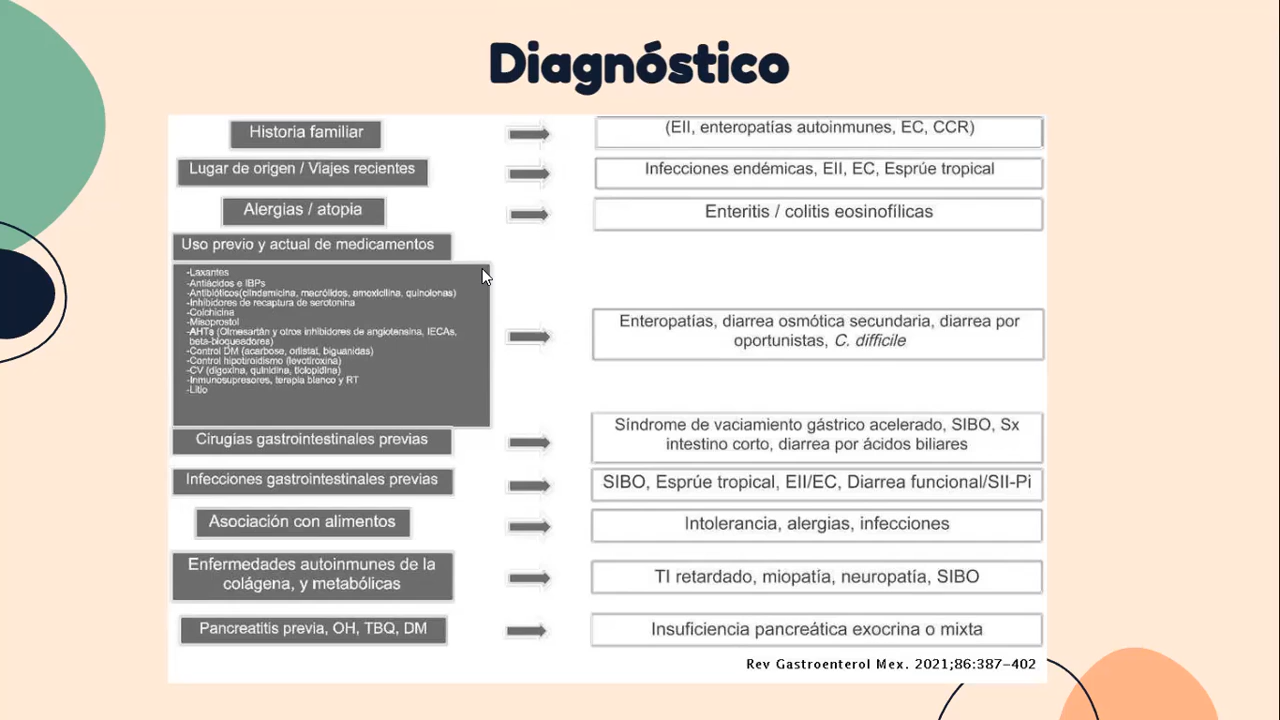 Diagnóstico
Historia familiar
(EII, enteropatías autoinmunes, EC, CCR)
Lugar de origen / Viajes recientes
Infecciones endémicas, EII, EC, Esprúe tropical
Alergias / atopia
Enteritis / colitis eosinofílicas
Uso previo y actual de medicamentos
-Laxantes
-Antiácidos e IBPs
-Antibióticos(clindamicina, macrólidos, amoxicilina, quinolonas)
-Inhibidores de recaptura de serotonina
-Colchicina
-Misoprostol
-AHTs (Olmesartán y otros inhibidores de angiotensina, IECAs,
beta-bloqueadores)
-Control DM (acarbose, orlistat, biguanidas)
-Control hipotiroidismo (levotiroxina)
-CV (digoxina, quinidina, ticlopidina)
-Inmunosupresores, terapia blanco y RT
-Litio
Enteropatías, diarrea osmótica secundaria, diarrea por
oportunistas, C. difficile
Cirugías gastrointestinales previas
Síndrome de vaciamiento gástrico acelerado, SIBO, Sx
intestino corto, diarrea por ácidos biliares
Infecciones gastrointestinales previas
SIBO, Esprúe tropical, EII/EC, Diarrea funcional/SII-Pi
Asociación con alimentos
Intolerancia, alergias, infecciones
Enfermedades autoinmunes de la
colágena, y metabólicas
TI retardado, miopatía, neuropatía, SIBO
Pancreatitis previa, OH, TBQ, DM
Insuficiencia pancreática exocrina o mixta
Rev Gastroenterol Mex. 2021;86:387–402